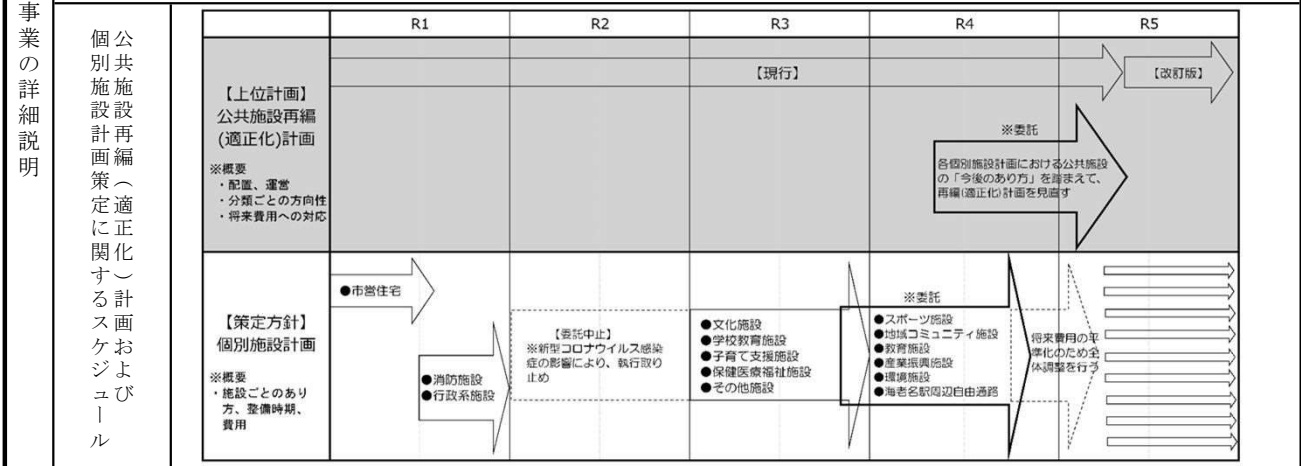 事業の詳細説明
公共施設再編（適正化）計画および
個別施設計画策定に関するスケジュール
R1
R2
R3
R4
R5
【上位計画】
公共施設再編
(適正化)計画
※概要
・配置、運営
・分類ごとの方向性
・将来費用への対応
【現行】
【改訂版】
※委託
各個別施設計画における公共施設
の「今後のあり方」を踏まえて、
再編(適正化)計画を見直す
【策定方針】
個別施設計画
※概要
・施設ごとのあり
方、整備時期、
費用
●市営住宅
●消防施設
●行政系施設
【委託中止】
※新型コロナウイルス感染
症の影響により、執行取り
止め
●文化施設
●学校教育施設
●子育て支援施設
●保健医療福祉施設
●その他施設
※委託
●スポーツ施設
●地域コミュニティ施設
●教育施設
●産業振興施設
●環境施設
●海老名駅周辺自由通路
将来費用の平
準化のため全
体調整を行う